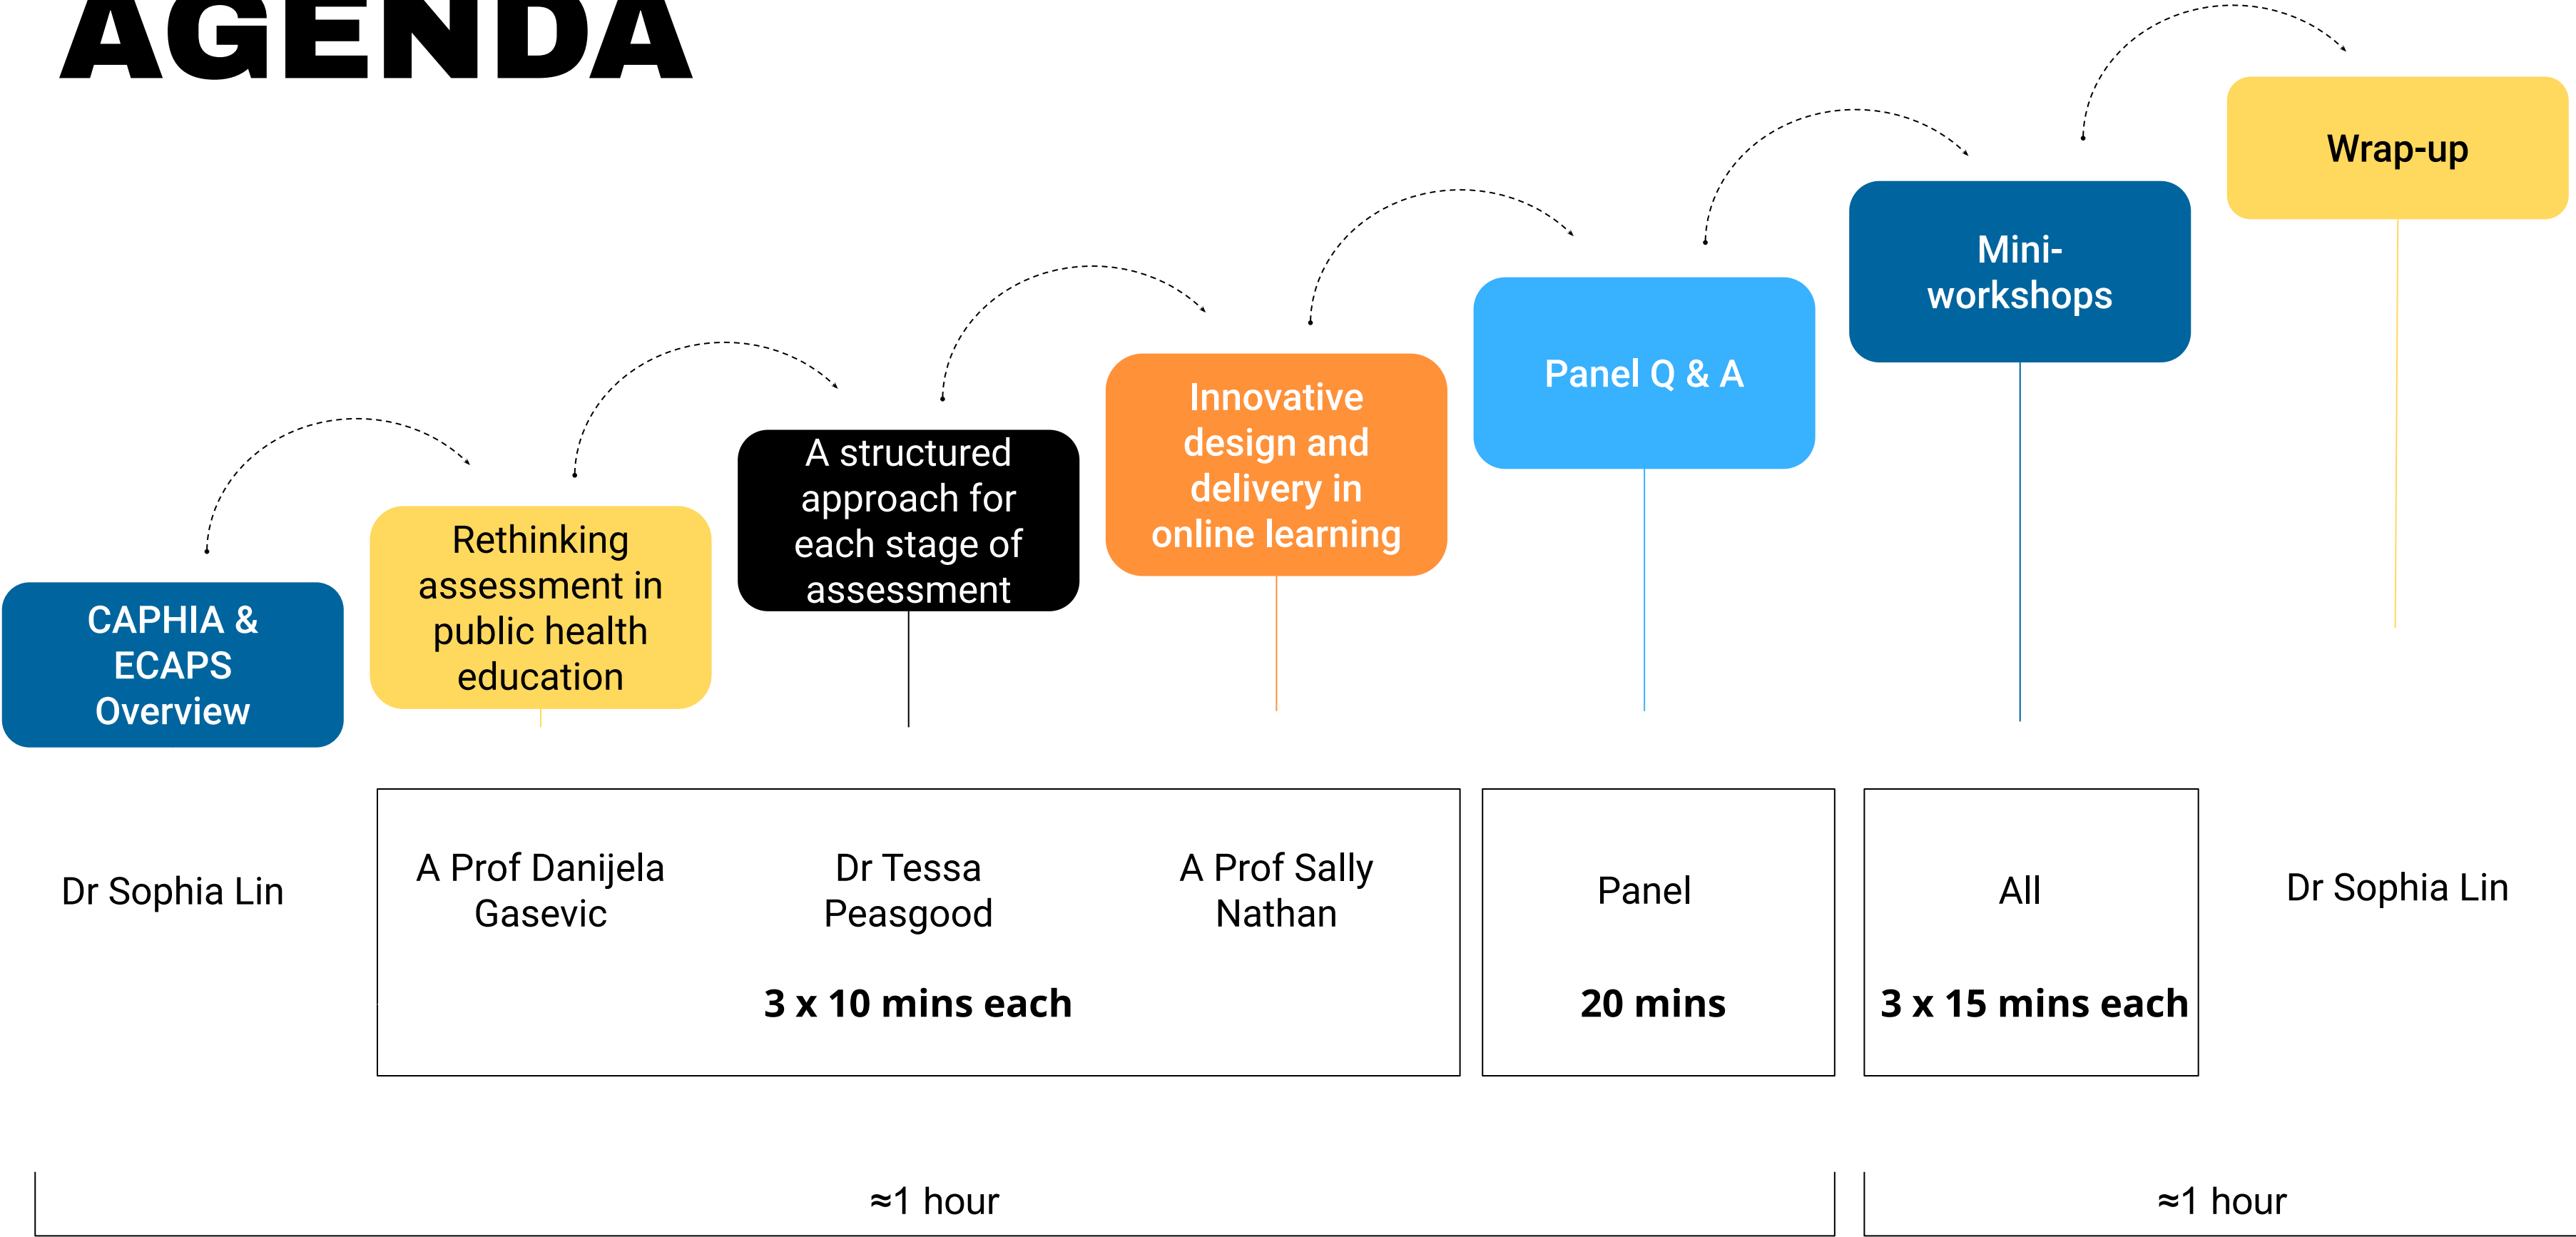 AGENDA
CAPHIA &
ECAPS
Overview
Rethinking
assessment in
public health
education
A structured
approach for
each stage of
assessment
Innovative
design and
delivery in
online learning
Panel Q & A
Mini-
workshops
Wrap-up
Dr Sophia Lin
A Prof Danijela
Gasevic
Dr Tessa
Peasgood
A Prof Sally
Nathan
3 x 10 mins each
Panel
20 mins
All
3 x 15 mins each
Dr Sophia Lin
≈1 hour
≈1 hour